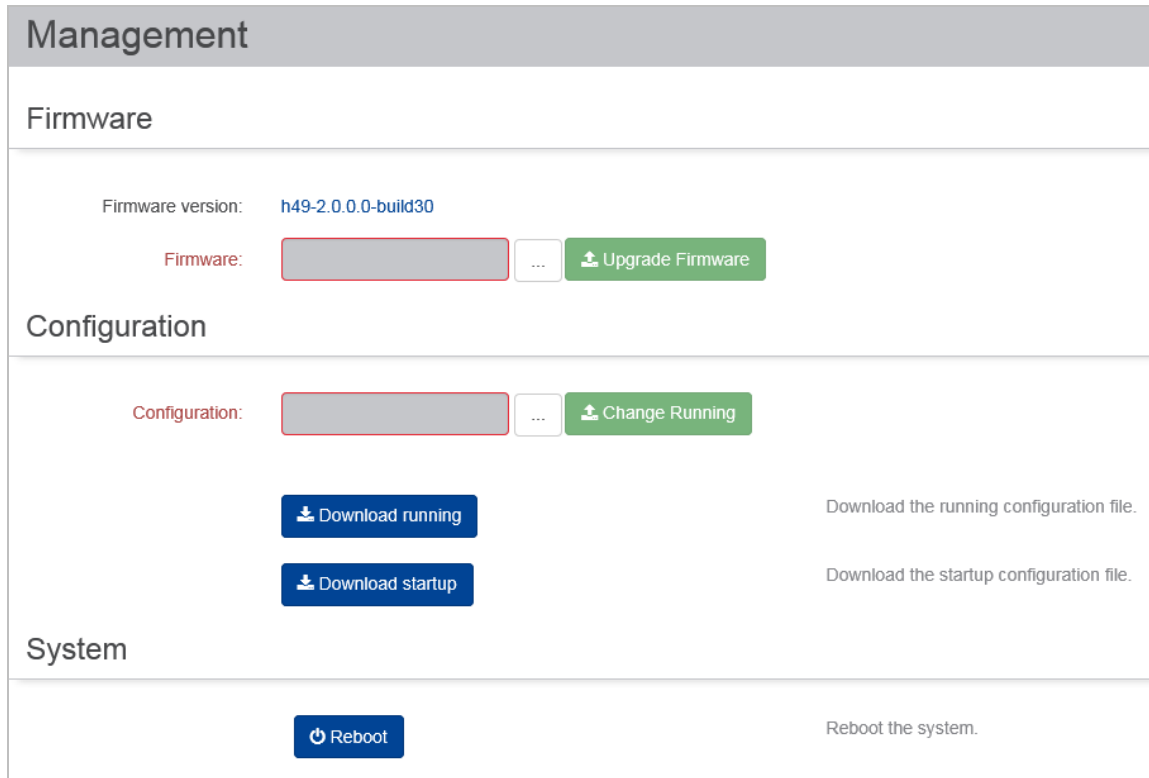 Management
Firmware
Firmware version: h49-2.0.0.0-build30
Firmware: ... Upgrade Firmware
Configuration
Configuration: ... Change Running
Download running Download the running configuration file.
Download startup Download the startup configuration file.
System
Reboot Reboot the system.